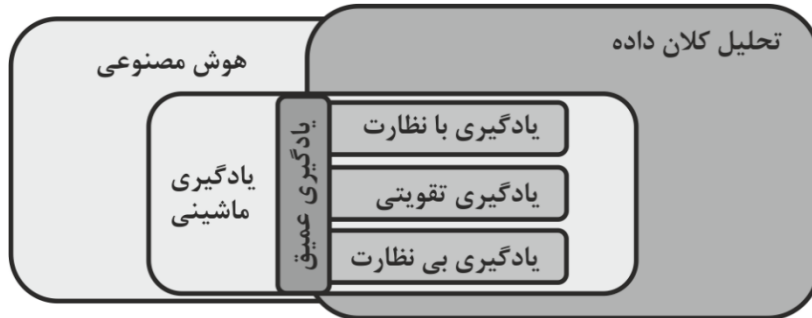 تحلیل کلان داده
هوش مصنوعی
یادگیری
ماشینی
یادگیری عمیق
یادگیری با نظارت
یادگیری تقویتی
یادگیری بی نظارت